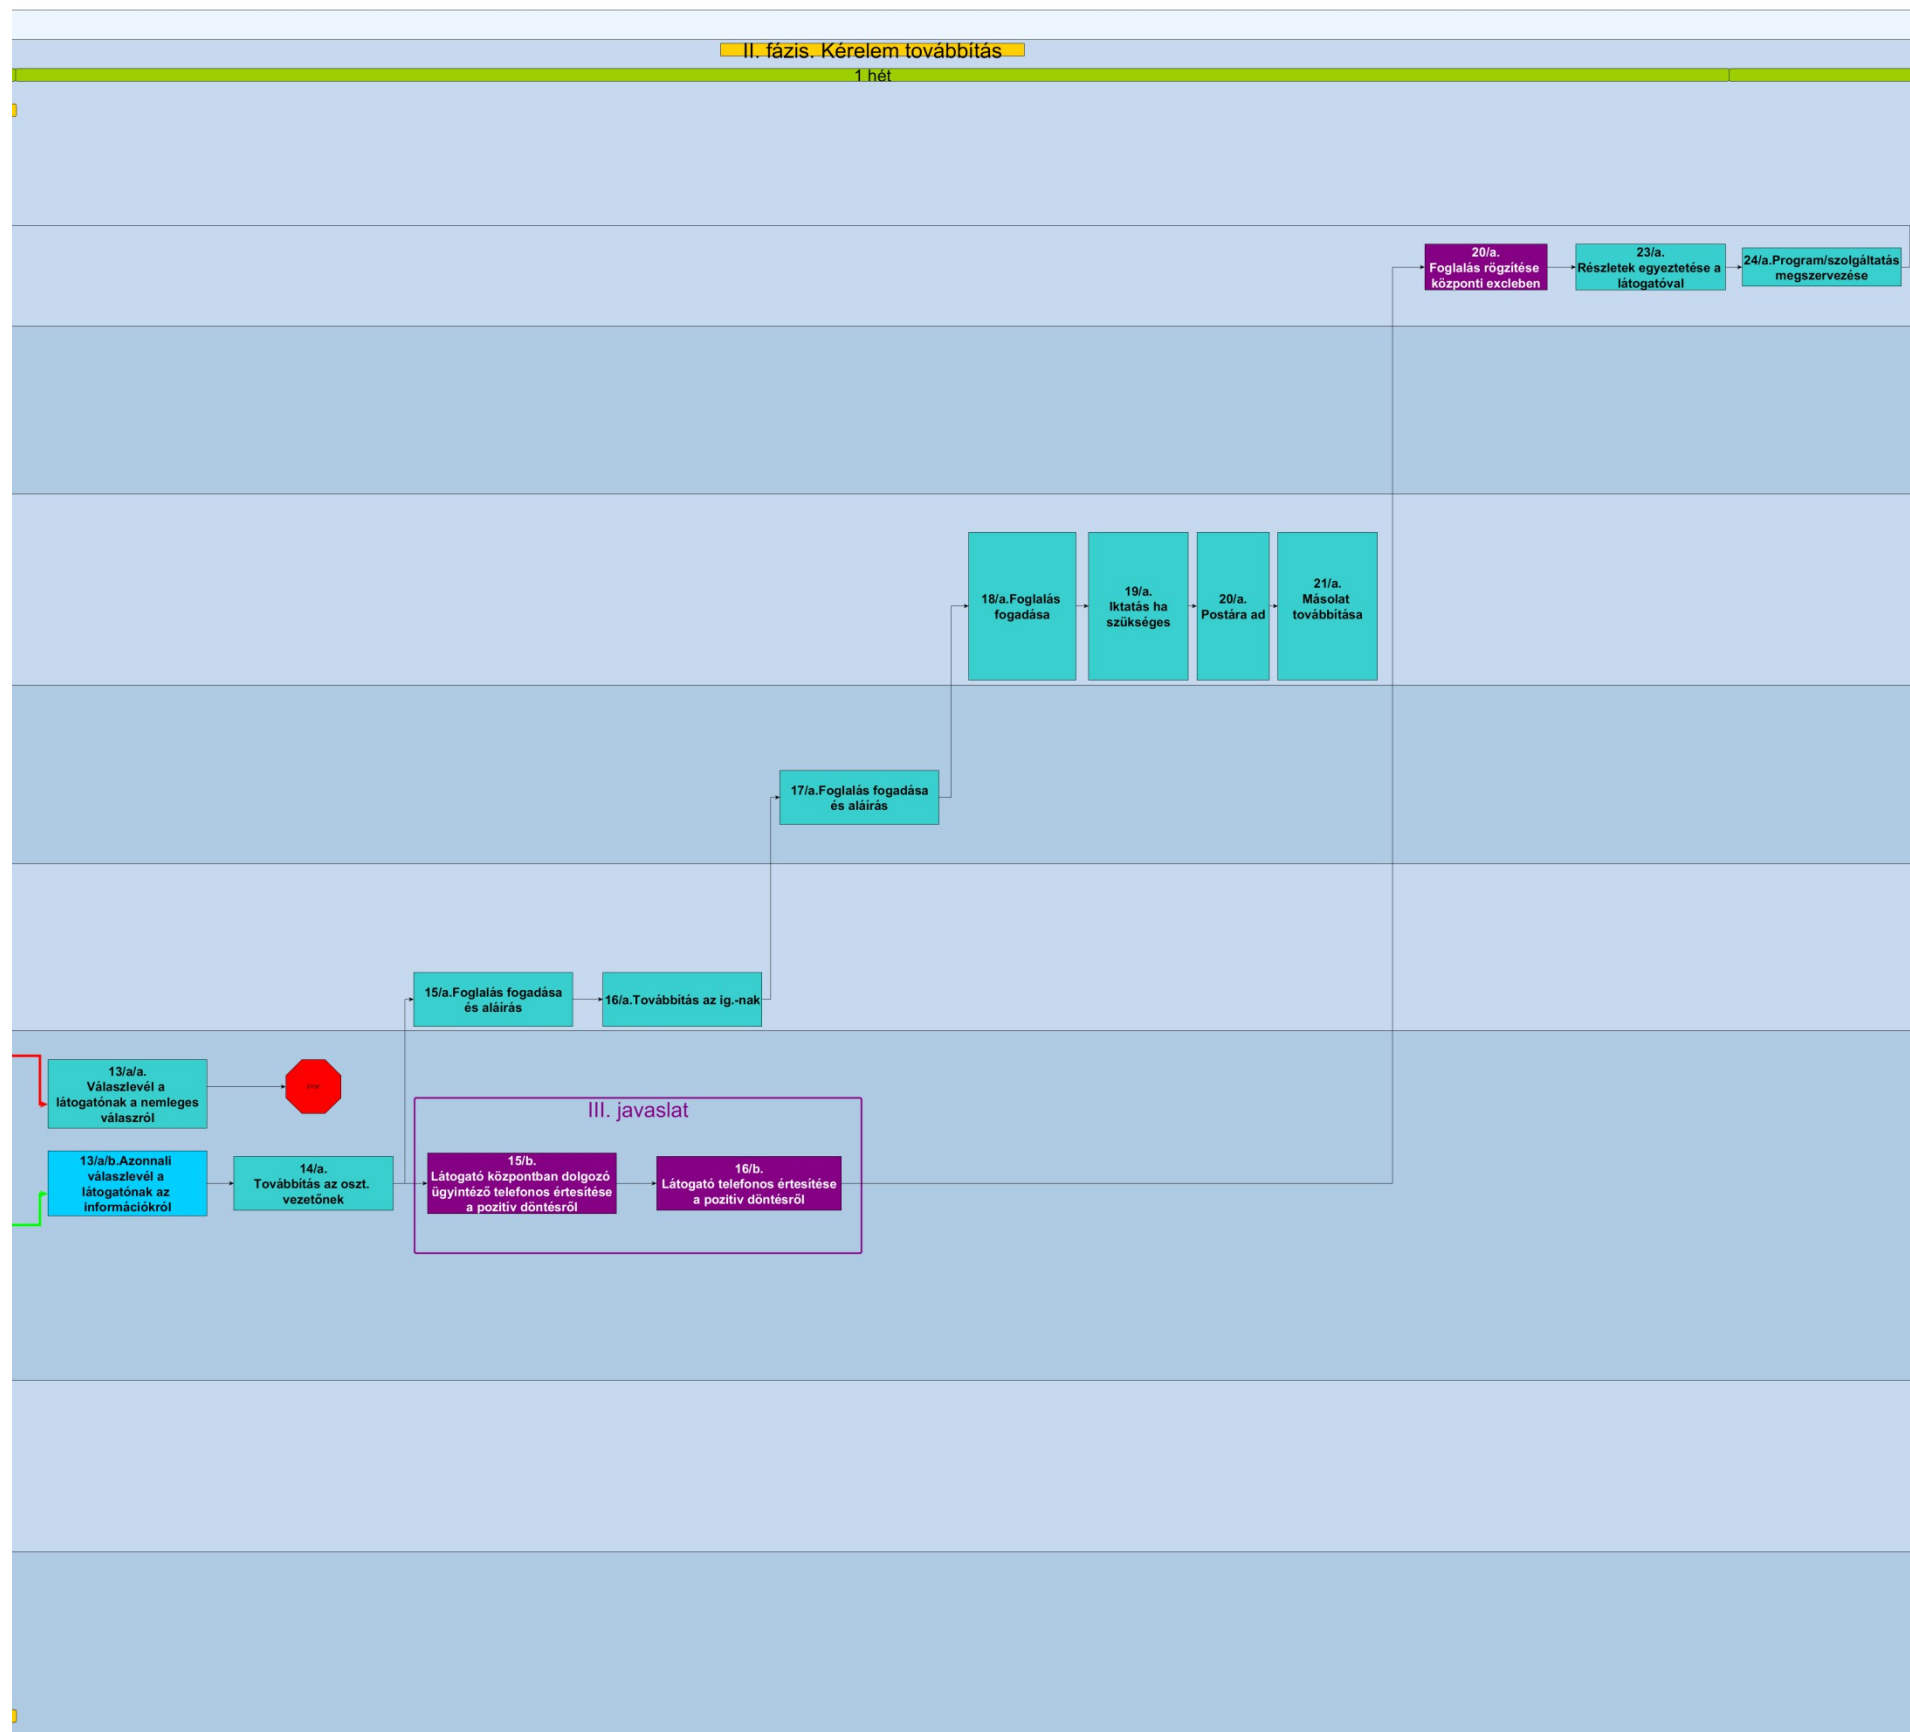 II. fázis. Kérelem továbbítás
1 hét
20/a.
Foglalás rögzítése
központi excleben
23/a.
Részletek egyeztetése a
látogatóval
24/a.Program/szolgáltatás
megszervezése
18/a.Foglalás
fogadása
19/a.
Iktatás ha
szükséges
20/a.
Postára ad
21/a.
Másolat
továbbítása
17/a.Foglalás fogadása
és aláírás
15/a.Foglalás fogadása
és aláírás
16/a.Továbbítás az ig.-nak
13/a/a.
Válaszlevél a
látogatónak a nemleges
válaszról
STOP
III. javaslat
13/a/b.Azonnali
válaszlevél a
látogatónak az
információkról
14/a.
Továbbítás az oszt.
vezetőnek
15/b.
Látogató központban dolgozó
ügyintéző telefonos értesítése
a pozitív döntésről
16/b.
Látogató telefonos értesítése
a pozitív döntésről